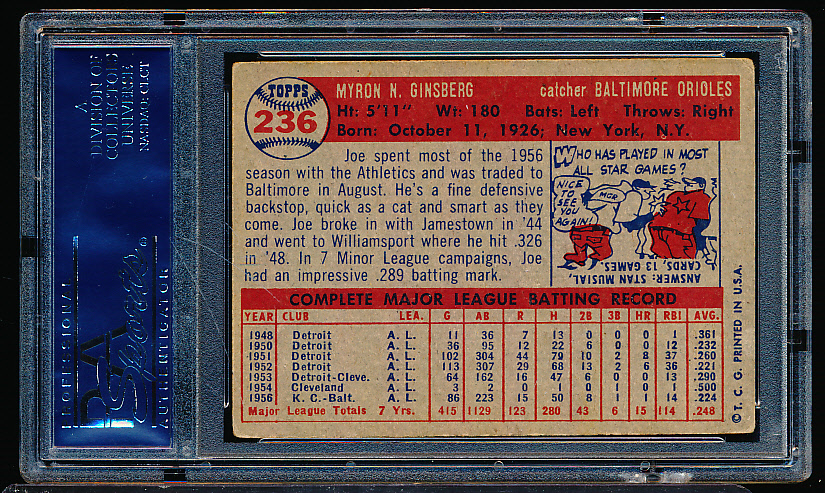 A
DIVISION OF
COLLECTORS
UNIVERSE
NASDAQ: CLCT
PSA
Sports
PROFESSIONAL
AUTHENTICATOR
TOPPS
236
MYRON N. GINSBERG catcher BALTIMORE ORIOLES
Ht: 5'11" Wt: 180 Bats: Left Throws: Right
Born: October 11, 1926; New York, N.Y.
Joe spent most of the 1956
season with the Athletics and was traded to
Baltimore in August. He's a fine defensive
backstop, quick as a cat and smart as they
come. Joe broke in with Jamestown in '44
and went to Williamsport where he hit .326
in '48. In 7 Minor League campaigns, Joe
had an impressive .289 batting mark.
WHO HAS PLAYED IN MOST
ALL STAR GAMES?
NICE
TO
SEE
YOU
AGAIN!
MGR
ANSWER: STAN MUSIAL,
CARDS, 13 GAMES.
COMPLETE MAJOR LEAGUE BATTING RECORD
YEAR CLUB LEA. G AB R H 2B 3B HR RBI AVG.
1948 Detroit A. L. 11 36 7 13 0 0 0 1 .361
1950 Detroit A. L. 36 95 12 22 6 0 0 12 .232
1951 Detroit A. L. 102 304 44 79 10 2 8 37 .260
1952 Detroit A. L. 113 307 29 68 13 2 6 36 .221
1953 Detroit-Cleve. A. L. 64 162 16 47 6 0 0 13 .290
1954 Cleveland A. L. 3 2 0 1 0 1 0 1 .500
1956 K. C.-Balt. A. L. 86 223 15 50 8 1 1 14 .224
Major League Totals 7 Yrs. 415 1129 123 280 43 6 15 114 .248
© T. C. G. PRINTED IN U.S.A.